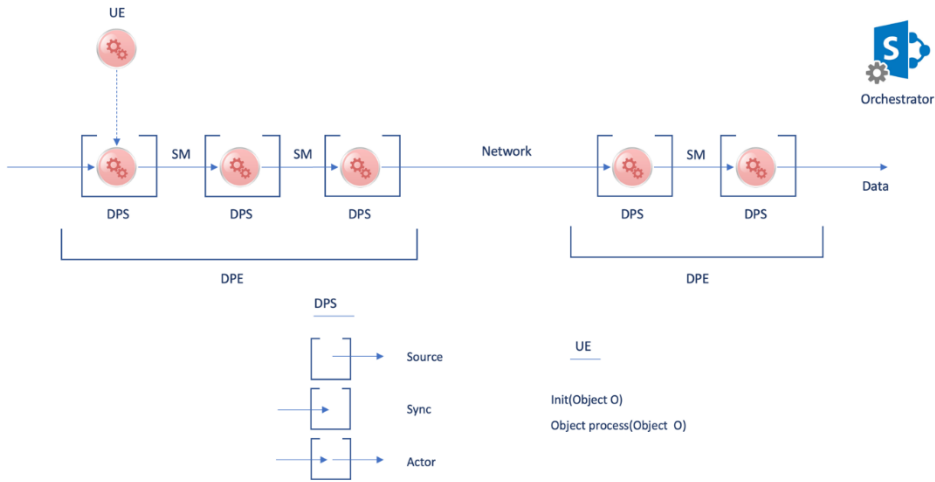 UE
S
Orchestrator
SM
SM
Network
SM
Data
DPS
DPS
DPS
DPS
DPS
DPE
DPE
DPS
Source
UE
Init(Object O)
Sync
Object process(Object O)
Actor